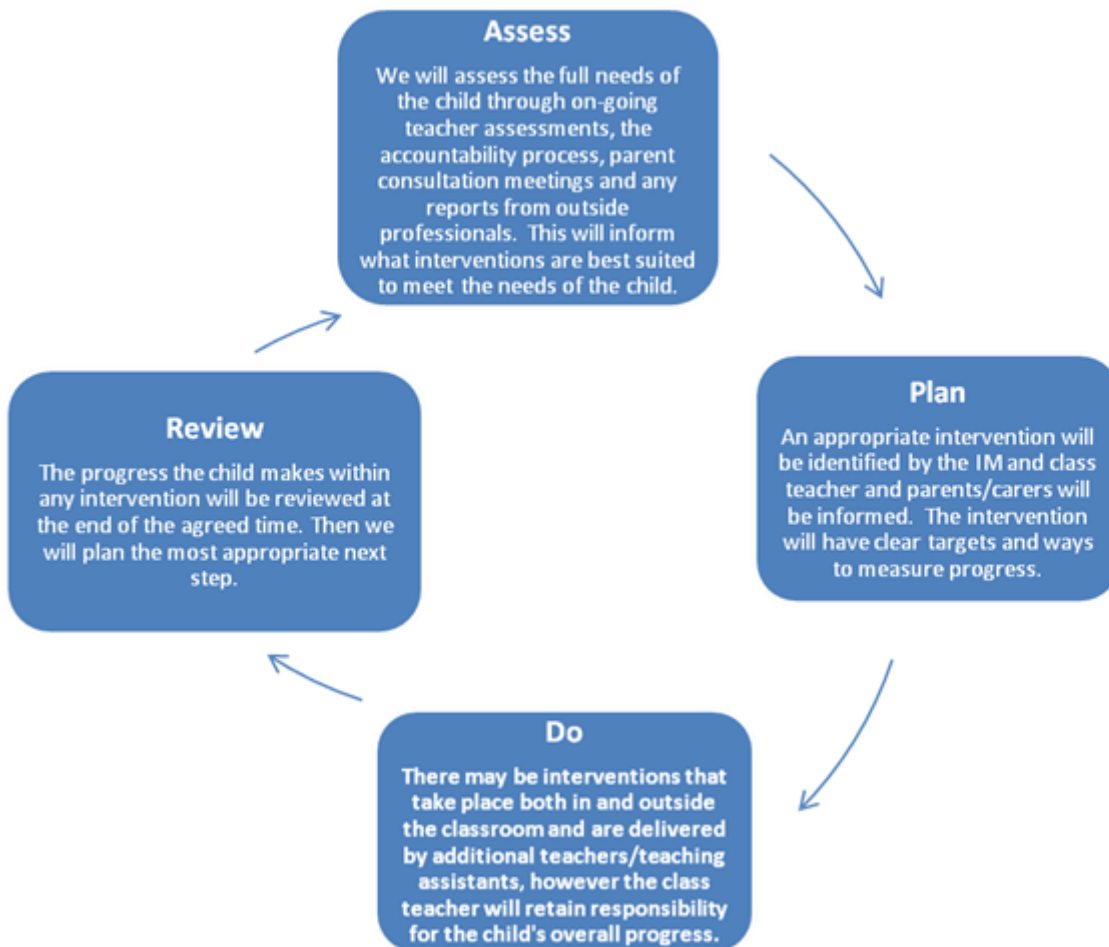 Assess
We will assess the full needs of
the child through on-going
teacher assessments, the
accountability process, parent
consultation meetings and any
reports from outside
professionals. This will inform
what interventions are best suited
to meet the needs of the child.
Plan
An appropriate intervention will
be identified by the IM and class
teacher and parents/carers will
be informed. The intervention
will have clear targets and ways
to measure progress.
Do
There may be interventions that
take place both in and outside
the classroom and are delivered
by additional teachers/teaching
assistants, however the class
teacher will retain responsibility
for the child's overall progress.
Review
The progress the child makes within
any intervention will be reviewed at
the end of the agreed time. Then we
will plan the most appropriate next
step.